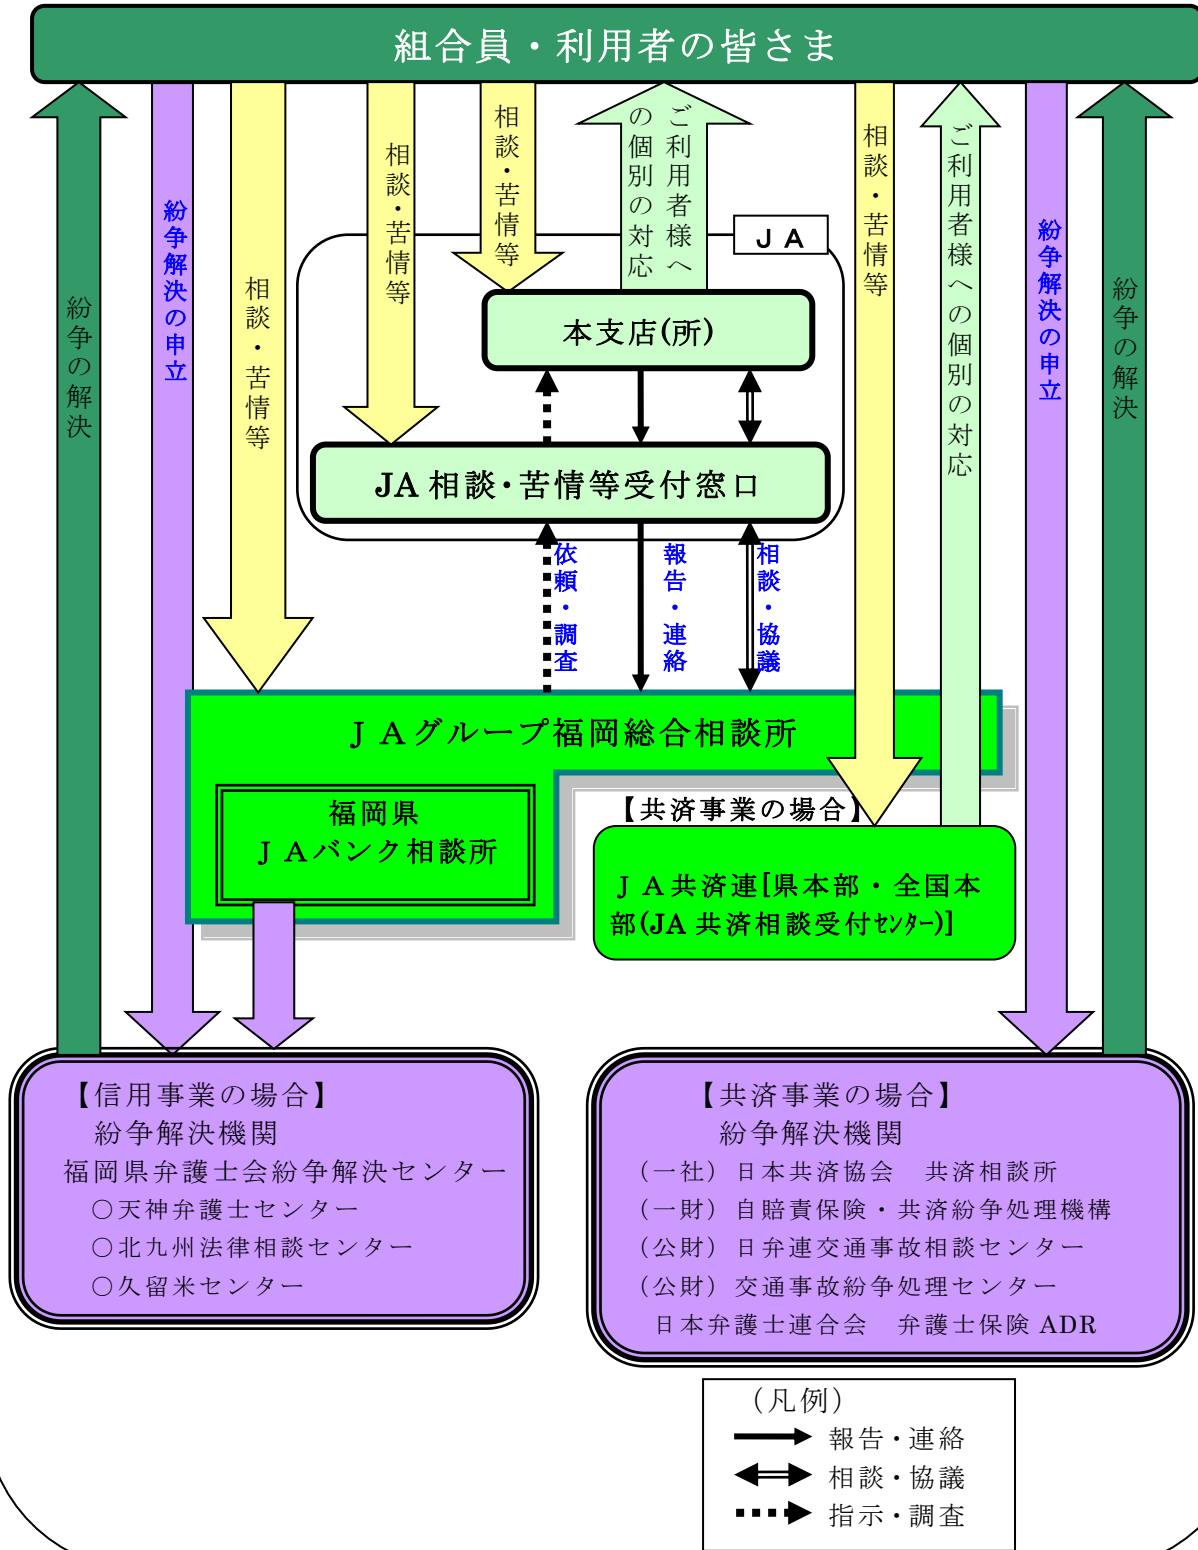 組合員・利用者の皆さま
紛争の解決
紛争解決の申立
相談・苦情等
相談・苦情等
相談・苦情等
ご利用者様へ
の個別の対応
相談・苦情等
ご利用者様への個別の対応
紛争解決の申立
紛争の解決
ＪＡ
本支店(所)
JA 相談・苦情等受付窓口
依頼・調査
報告・連絡
相談・協議
ＪＡグループ福岡総合相談所
福岡県
ＪＡバンク相談所
【共済事業の場合】
ＪＡ共済連[県本部・全国本
部(JA 共済相談受付ｾﾝﾀｰ)]
【信用事業の場合】
紛争解決機関
福岡県弁護士会紛争解決センター
○天神弁護士センター
○北九州法律相談センター
○久留米センター
【共済事業の場合】
紛争解決機関
（一社）日本共済協会　共済相談所
（一財）自賠責保険・共済紛争処理機構
（公財）日弁連交通事故相談センター
（公財）交通事故紛争処理センター
日本弁護士連合会　弁護士保険 ADR
（凡例）
報告・連絡
相談・協議
指示・調査